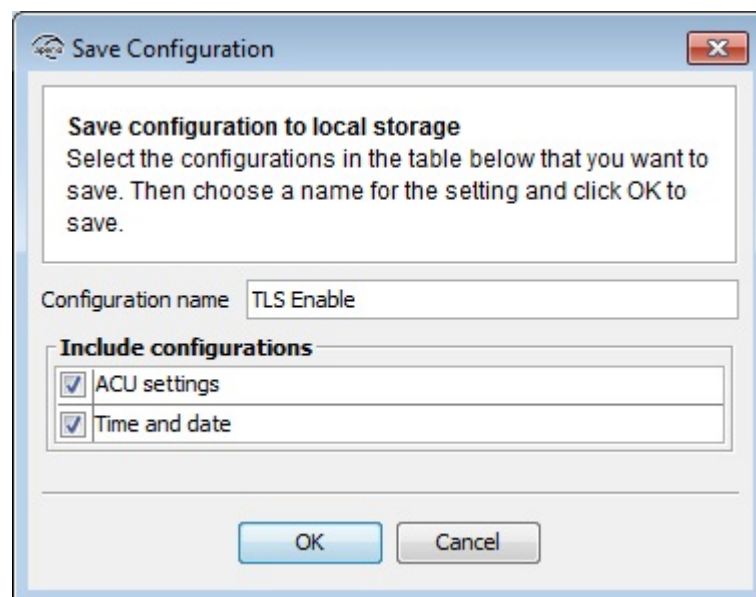 Save Configuration
Save configuration to local storage
Select the configurations in the table below that you want to
save. Then choose a name for the setting and click OK to
save.
Configuration name TLS Enable
Include configurations
ACU settings
Time and date
OK Cancel